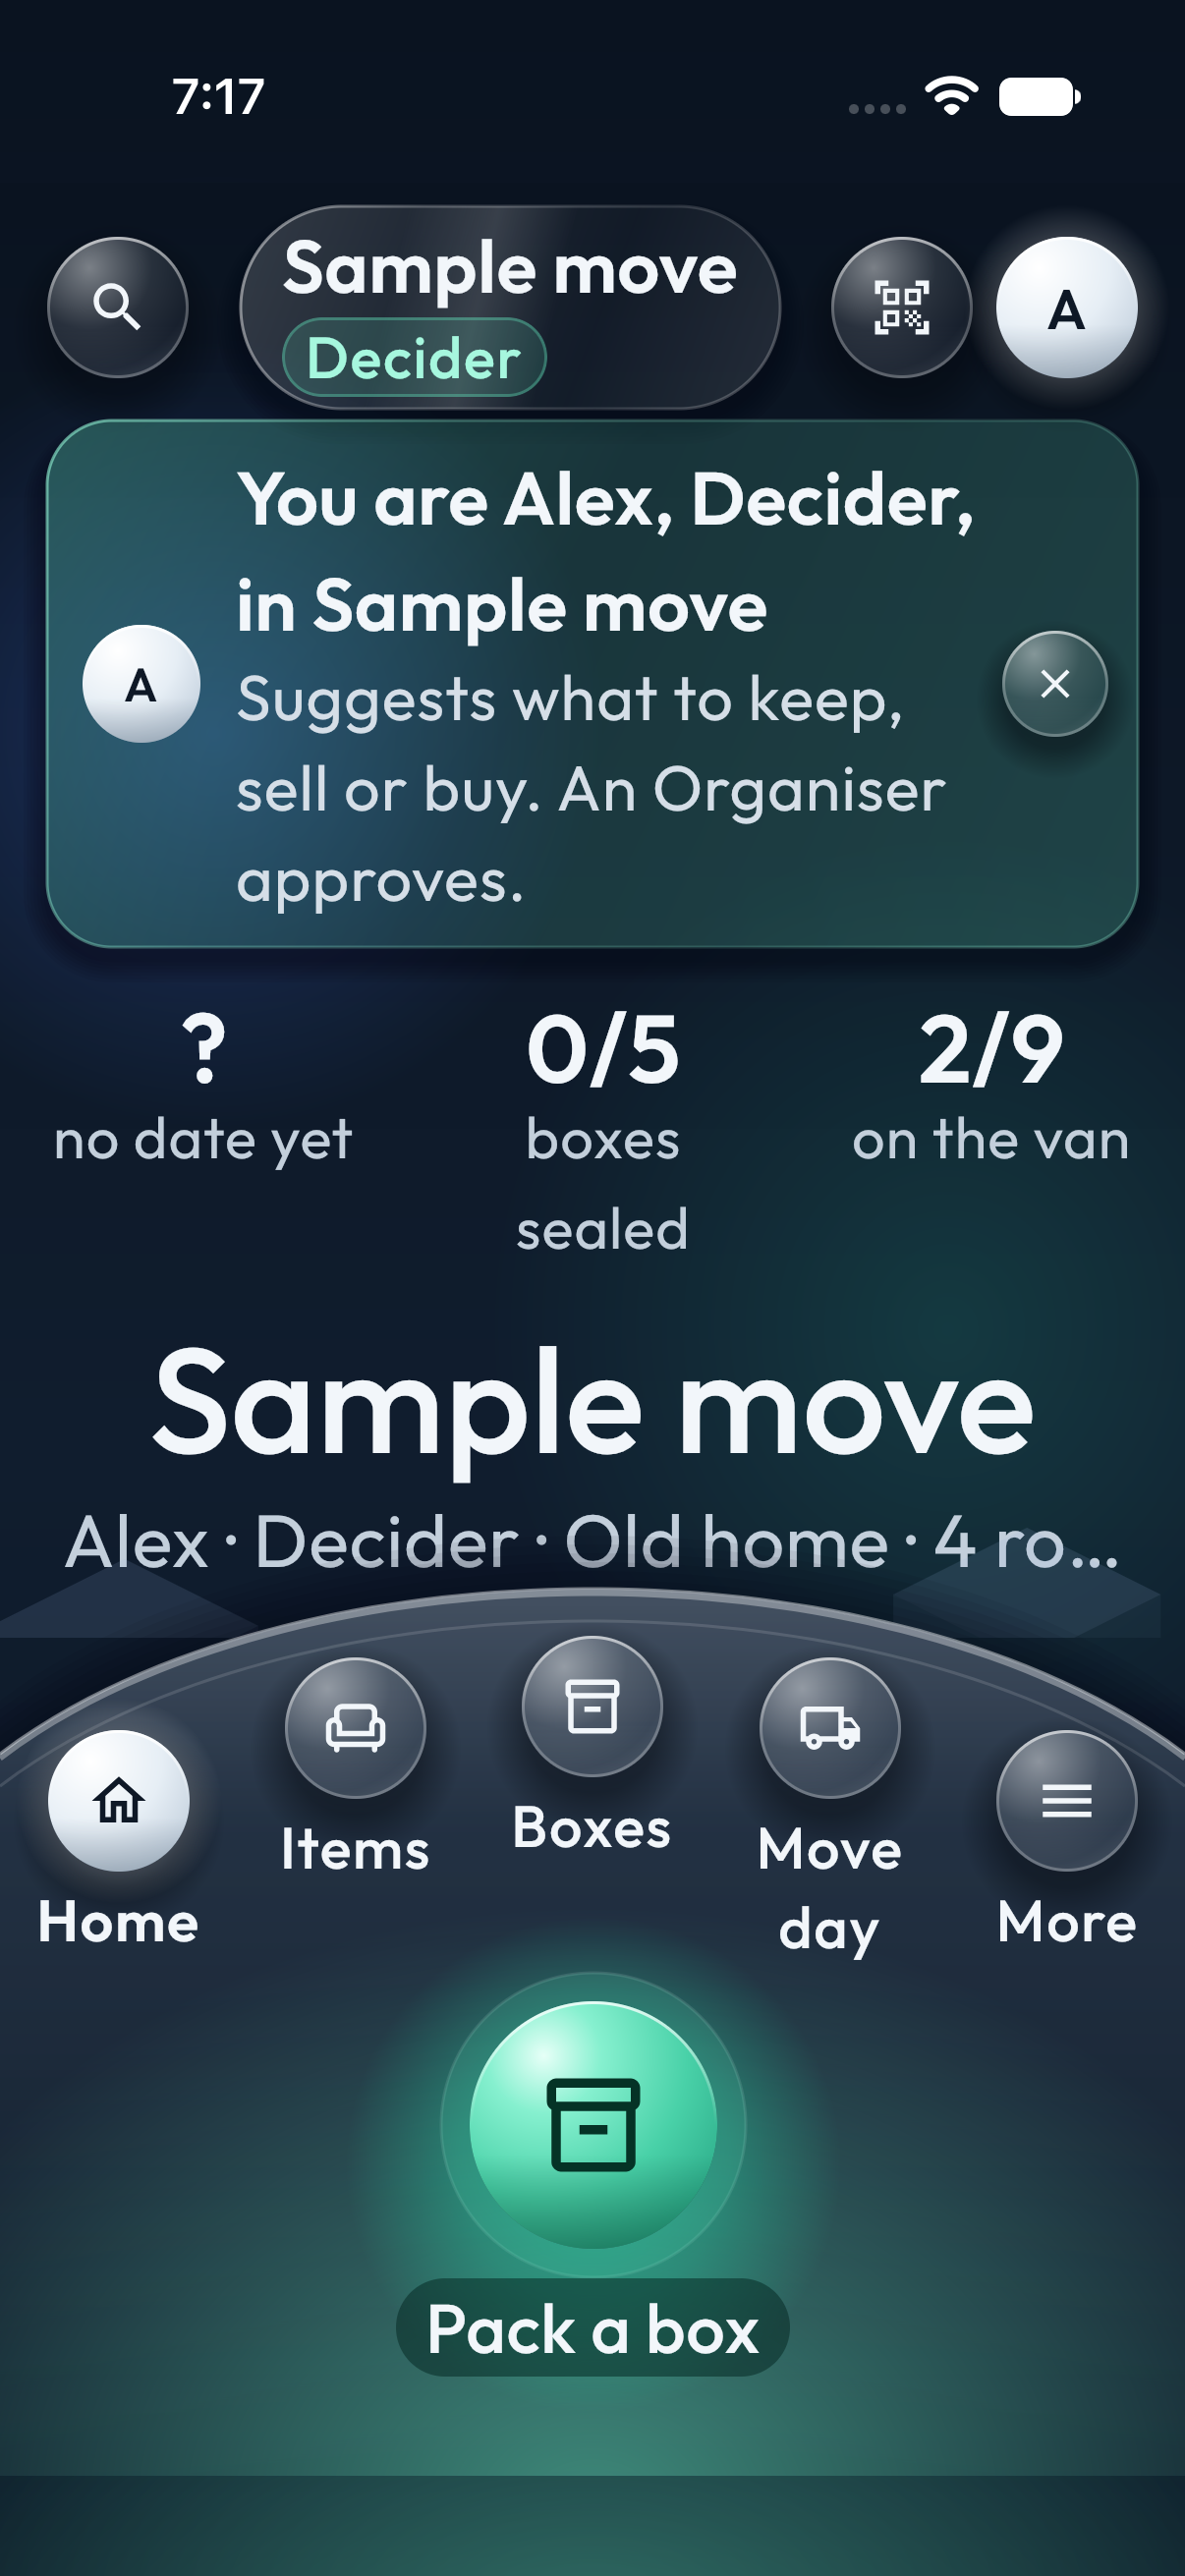 7:17
Sample move
Decider
A
You are Alex, Decider,
in Sample move
A
Suggests what to keep,
sell or buy. An Organiser
approves.
?
no date yet
0/5
boxes
sealed
2/9
on the van
Sample move
Alex · Decider · Old home · 4 ro...
Home
Items
Boxes
Move
day
More
Pack a box